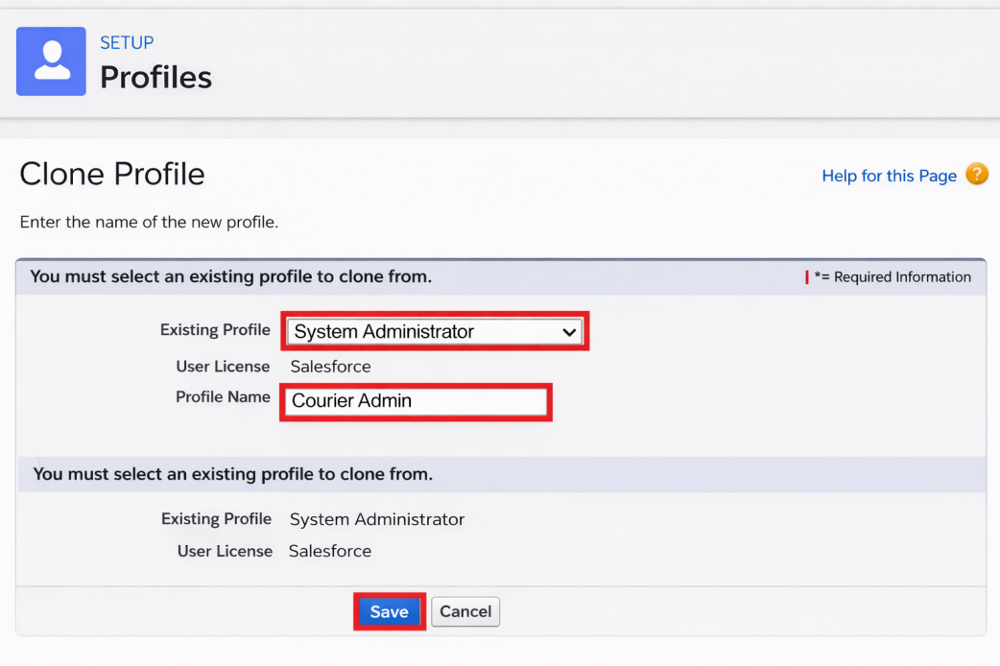 SETUP
Profiles
Clone Profile
Help for this Page ?
Enter the name of the new profile.
You must select an existing profile to clone from.
*= Required Information
Existing Profile System Administrator
User License Salesforce
Profile Name Courier Admin
You must select an existing profile to clone from.
Existing Profile System Administrator
User License Salesforce
Save Cancel